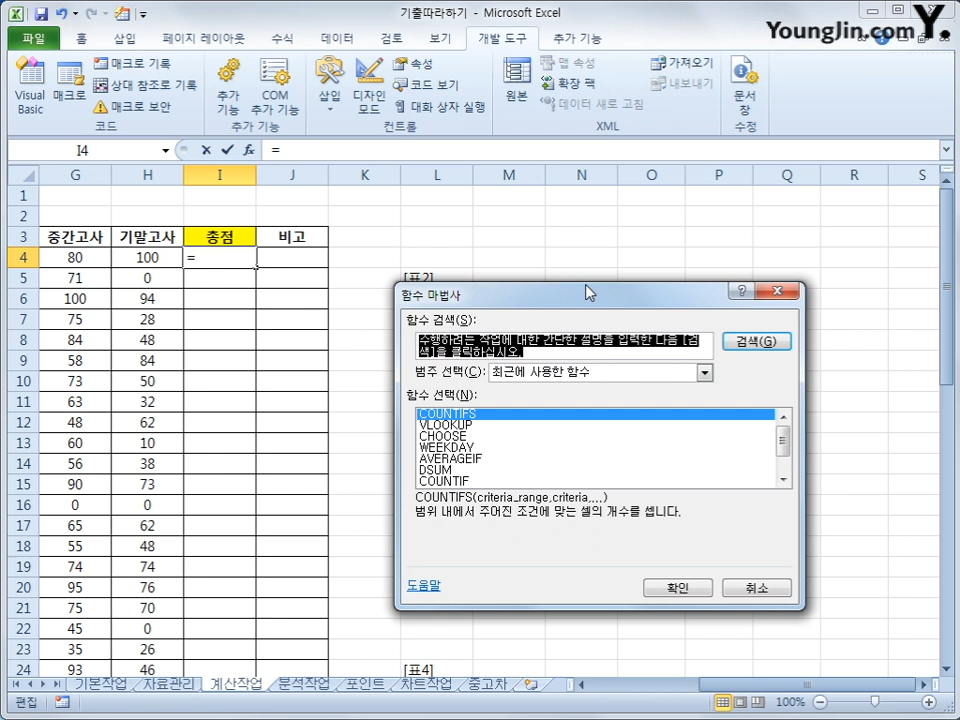 기출따라하기 - Microsoft Excel
Younglin.com Y.
파일 홈 삽입 페이지 레이아웃 수식 데이터 검토 보기 개발 도구 추가 기능
Visual Basic
매크로
매크로 기록
상대 참조로 기록
매크로 보안
코드
추가 기능
COM 추가 기능
추가 기능
삽입
디자인 모드
속성
코드 보기
대화 상자 실행
컨트롤
원본
맵 속성
확장 팩
데이터 새로 고침
가져오기
내보내기
XML
문서 창
수정
I4 fx =
G H I J K L M N O P Q R S
1
2
3 중간고사 기말고사 총점 비고
4 80 100 =
5 71 0 [표2]
6 100 94
7 75 28
8 84 48
9 58 84
10 73 50
11 63 32
12 48 62
13 60 10
14 56 38
15 90 73
16 0 0
17 65 62
18 55 48
19 74 74
20 95 76
21 75 70
22 45 0
23 35 26
24 93 46 [표4]
함수 마법사
함수 검색(S):
수행하려는 작업에 대한 간단한 설명을 입력한 다음 [검
색]을 클릭하십시오.
검색(G)
범주 선택(C): 최근에 사용한 함수
함수 선택(N):
COUNTIFS
VLOOKUP
CHOOSE
WEEKDAY
AVERAGEIF
DSUM
COUNTIF
COUNTIFS(criteria_range,criteria,,,,)
범위 내에서 주어진 조건에 맞는 셀의 개수를 셉니다.
도움말 확인 취소
기본작업 자료관리 계산작업 분석작업 포인트 차트작업 중고차
편집 100%